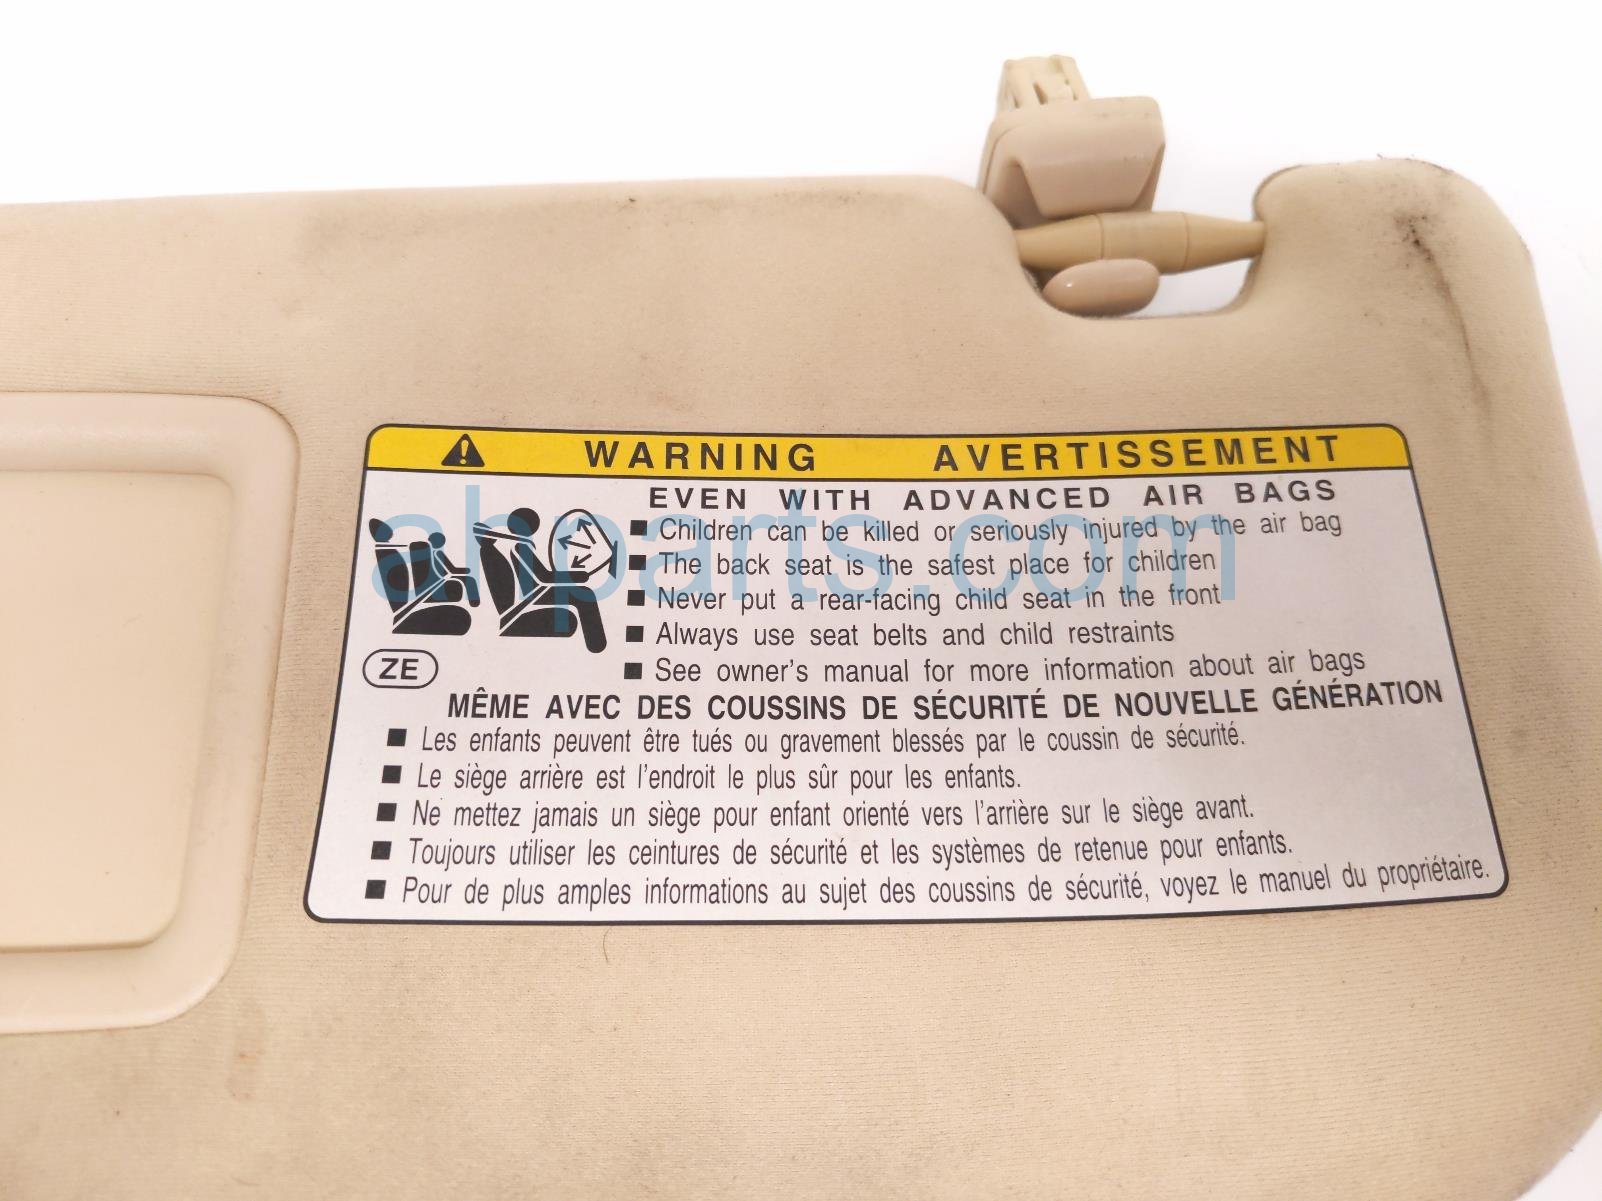 WARNING AVERTISSEMENT
EVEN WITH ADVANCED AIR BAGS
■ Children can be killed or seriously injured by the air bag
■ The back seat is the safest place for children
■ Never put a rear-facing child seat in the front
■ Always use seat belts and child restraints
■ See owner's manual for more information about air bags
ZE
MÊME AVEC DES COUSSINS DE SÉCURITÉ DE NOUVELLE GÉNÉRATION
■ Les enfants peuvent être tués ou gravement blessés par le coussin de sécurité.
■ Le siège arrière est l'endroit le plus sûr pour les enfants.
■ Ne mettez jamais un siège pour enfant orienté vers l'arrière sur le siège avant.
■ Toujours utiliser les ceintures de sécurité et les systèmes de retenue pour enfants.
■ Pour de plus amples informations au sujet des coussins de sécurité, voyez le manuel du propriétaire.
ahparts.com